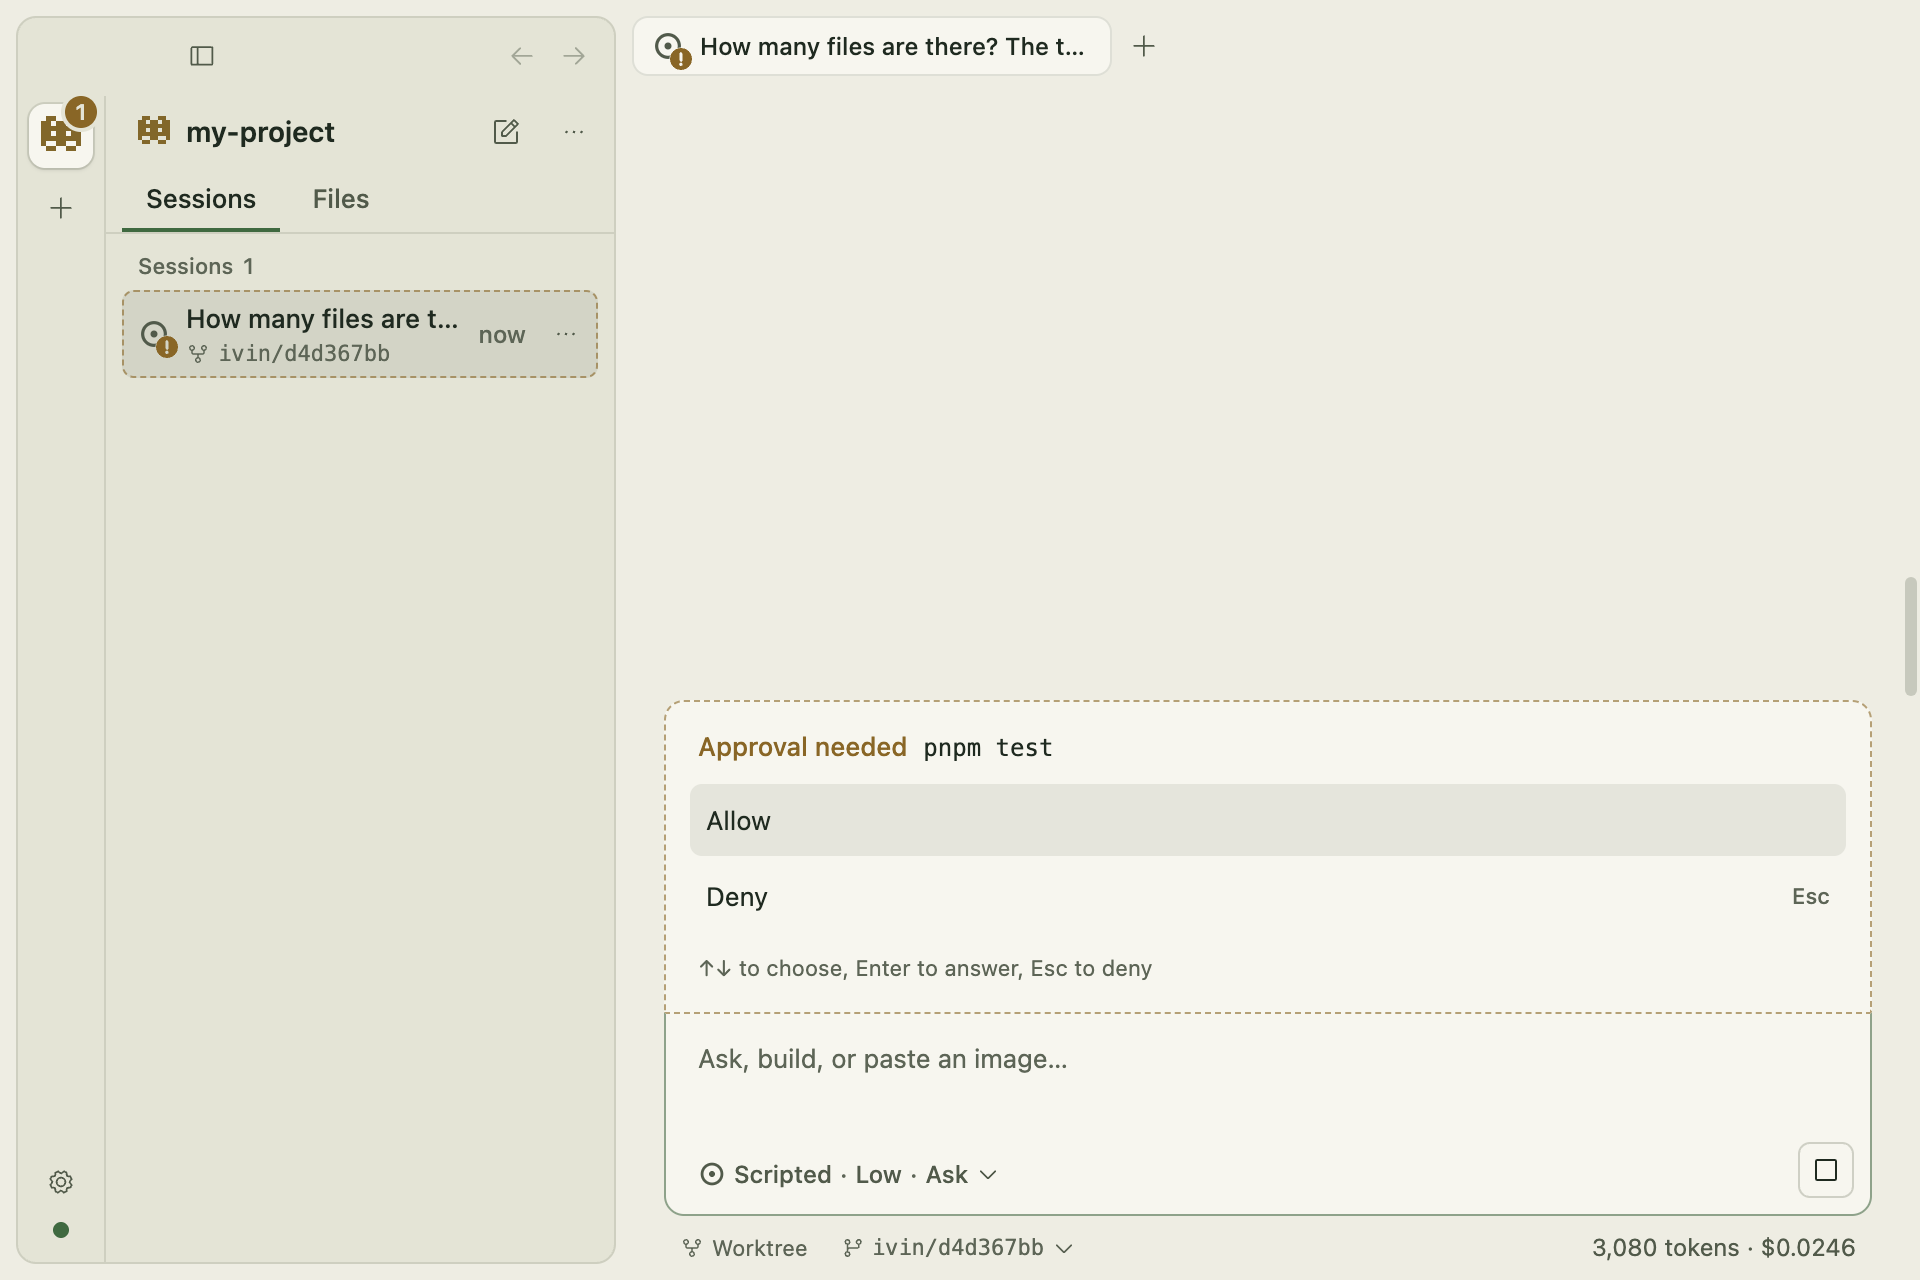 How many files are there? The t...
1
my-project
Sessions
Files
Sessions 1
How many files are t...
now
ivin/d4d367bb
Approval needed pnpm test
Allow
Deny
Esc
↑↓ to choose, Enter to answer, Esc to deny
Ask, build, or paste an image...
Scripted · Low · Ask
Worktree
ivin/d4d367bb
3,080 tokens · $0.0246